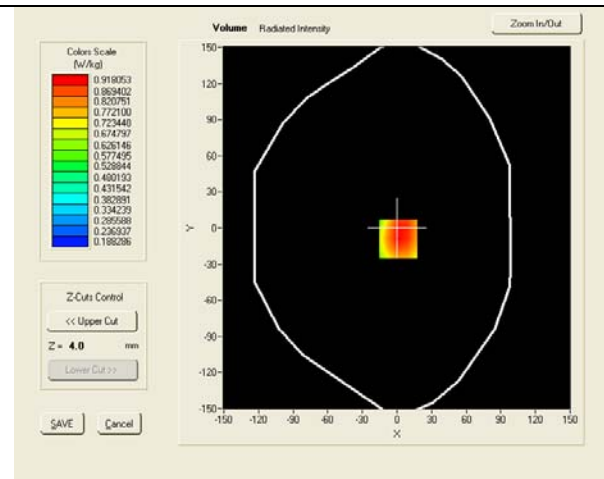 Volume Radiated Intensity
Zoom In/Out
Colors Scale
(W/kg)
0.918053
0.869402
0.820751
0.772100
0.723448
0.674797
0.626146
0.577495
0.528844
0.480193
0.431542
0.382891
0.334239
0.285588
0.236937
0.188286
Z-Cuts Control
<< Upper Cut
Z = 4.0 mm
Lower Cut >>
SAVE
Cancel
150
120
90
60
30
0
-30
-60
-90
-120
-150
Y
-150 -120 -90 -60 -30 0 30 60 90 120 150
X